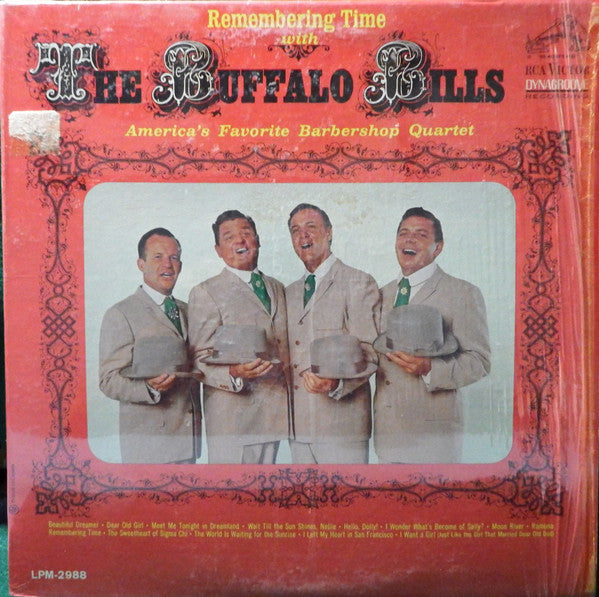 Remembering Time
with
THE BUFFALO BILLS
America's Favorite Barbershop Quartet
RCA VICTOR
DYNAGROOVE
RECORDING
Beautiful Dreamer • Dear Old Girl • Meet Me Tonight in Dreamland • Wait Till the Sun Shines, Nellie • Hello, Dolly! • I Wonder What's Become of Sally? • Moon River • Ramona
Remembering Time • The Sweetheart of Sigma Chi • The World Is Waiting for the Sunrise • I Left My Heart in San Francisco • I Want a Girl (Just Like the Girl That Married Dear Old Dad)
LPM-2988